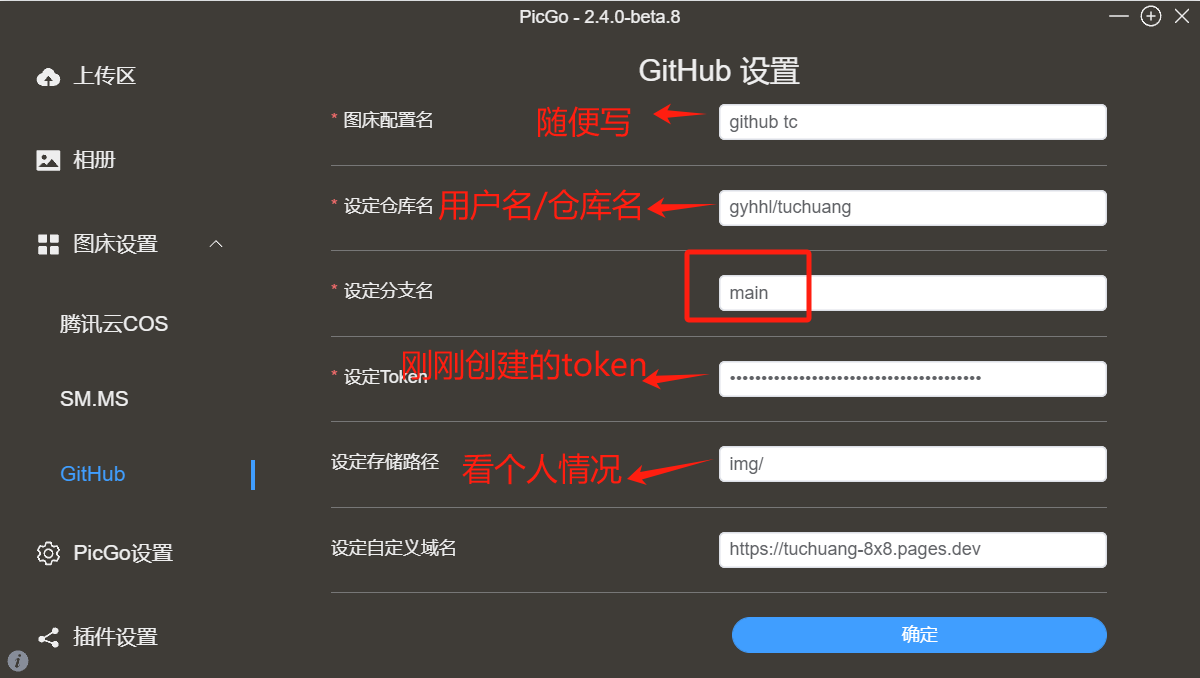 PicGo - 2.4.0-beta.8
上传区
相册
图床设置
腾讯云COS
SM.MS
GitHub
PicGo设置
插件设置
GitHub 设置
* 图床配置名 随便写 github tc
* 设定仓库名 用户名/仓库名 gyhhl/tuchuang
* 设定分支名 main
* 设定Token 刚刚创建的token ••••••••••••••••••••••••••••••••••••••••
设定存储路径 看个人情况 img/
设定自定义域名 https://tuchuang-8x8.pages.dev
确定